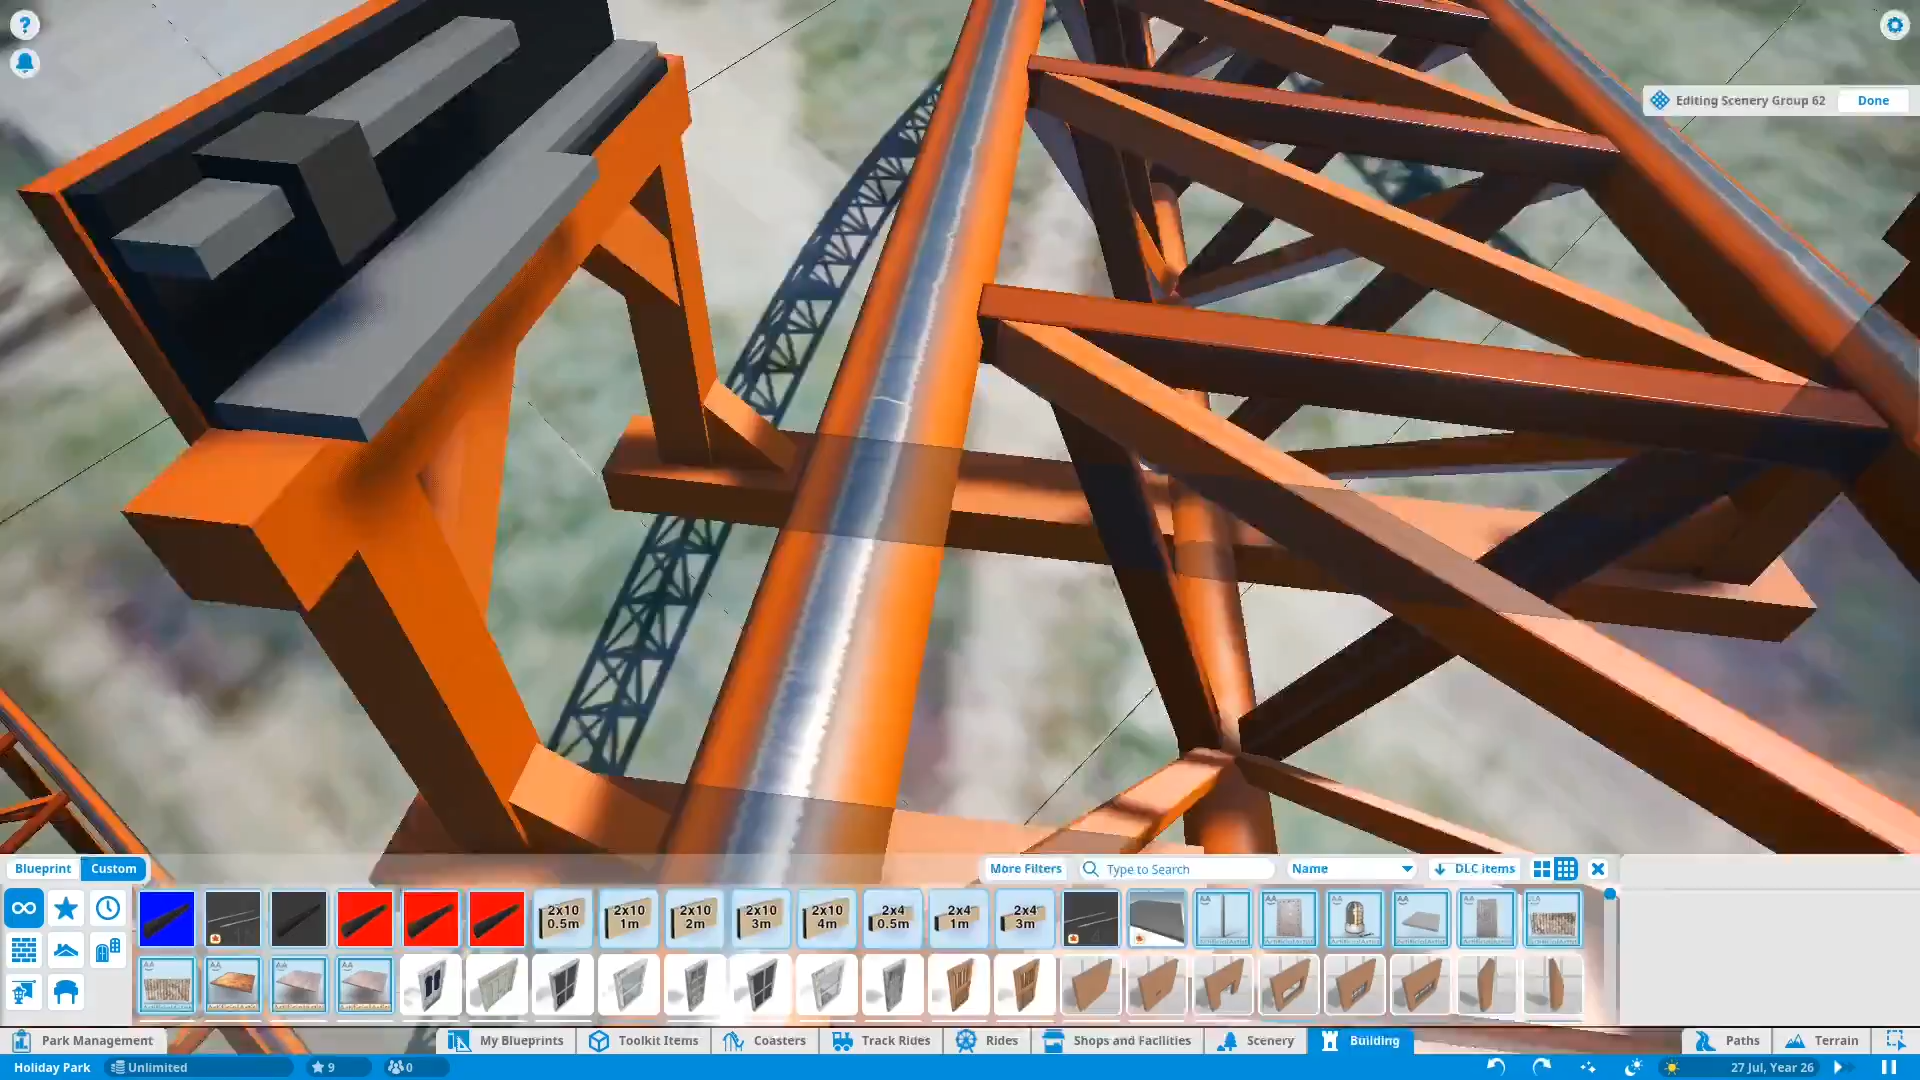 ?
Editing Scenery Group 62 Done
Blueprint Custom More Filters Type to Search Name DLC items
2x10 0.5m 2x10 1m 2x10 2m 2x10 3m 2x10 4m 2x4 0.5m 2x4 1m 2x4 3m
Park Management My Blueprints Toolkit Items Coasters Track Rides Rides Shops and Facilities Scenery Building Paths Terrain
Holiday Park Unlimited 9 0 27 Jul, Year 26